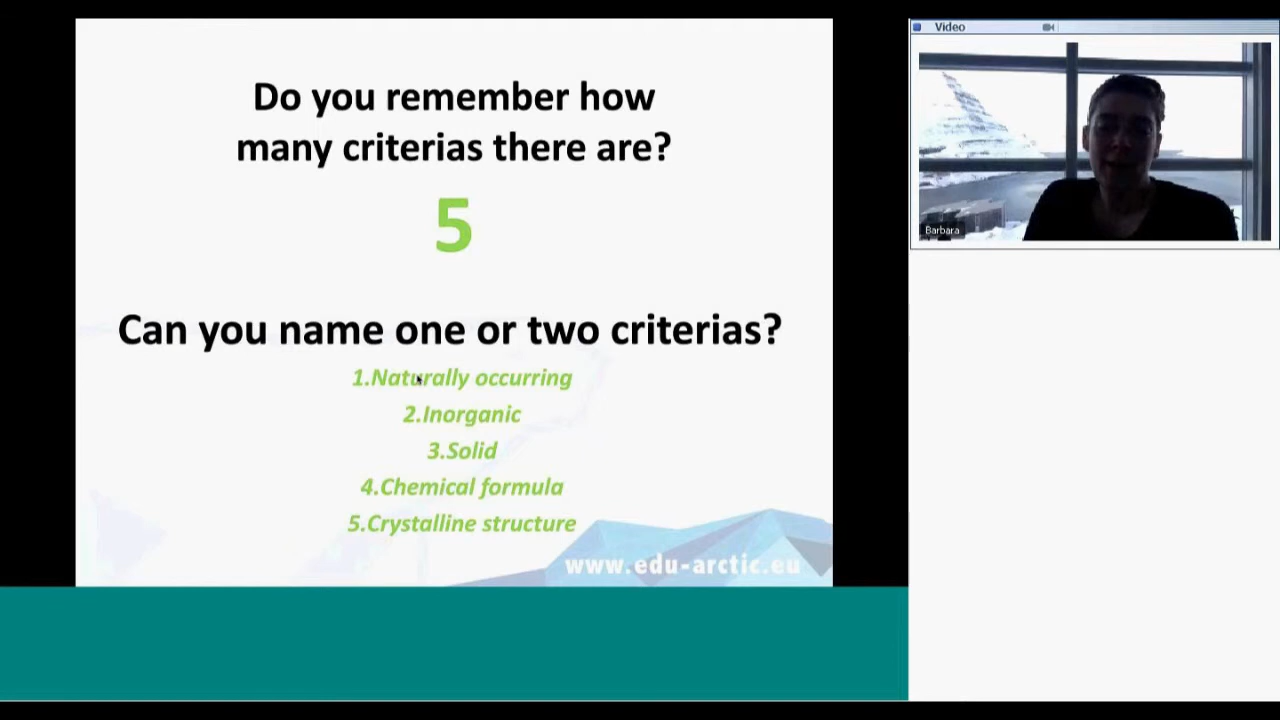 Do you remember how
many criterias there are?
5
Can you name one or two criterias?
1.Naturally occurring
2.Inorganic
3.Solid
4.Chemical formula
5.Crystalline structure
www.edu-arctic.eu
Video
Barbara